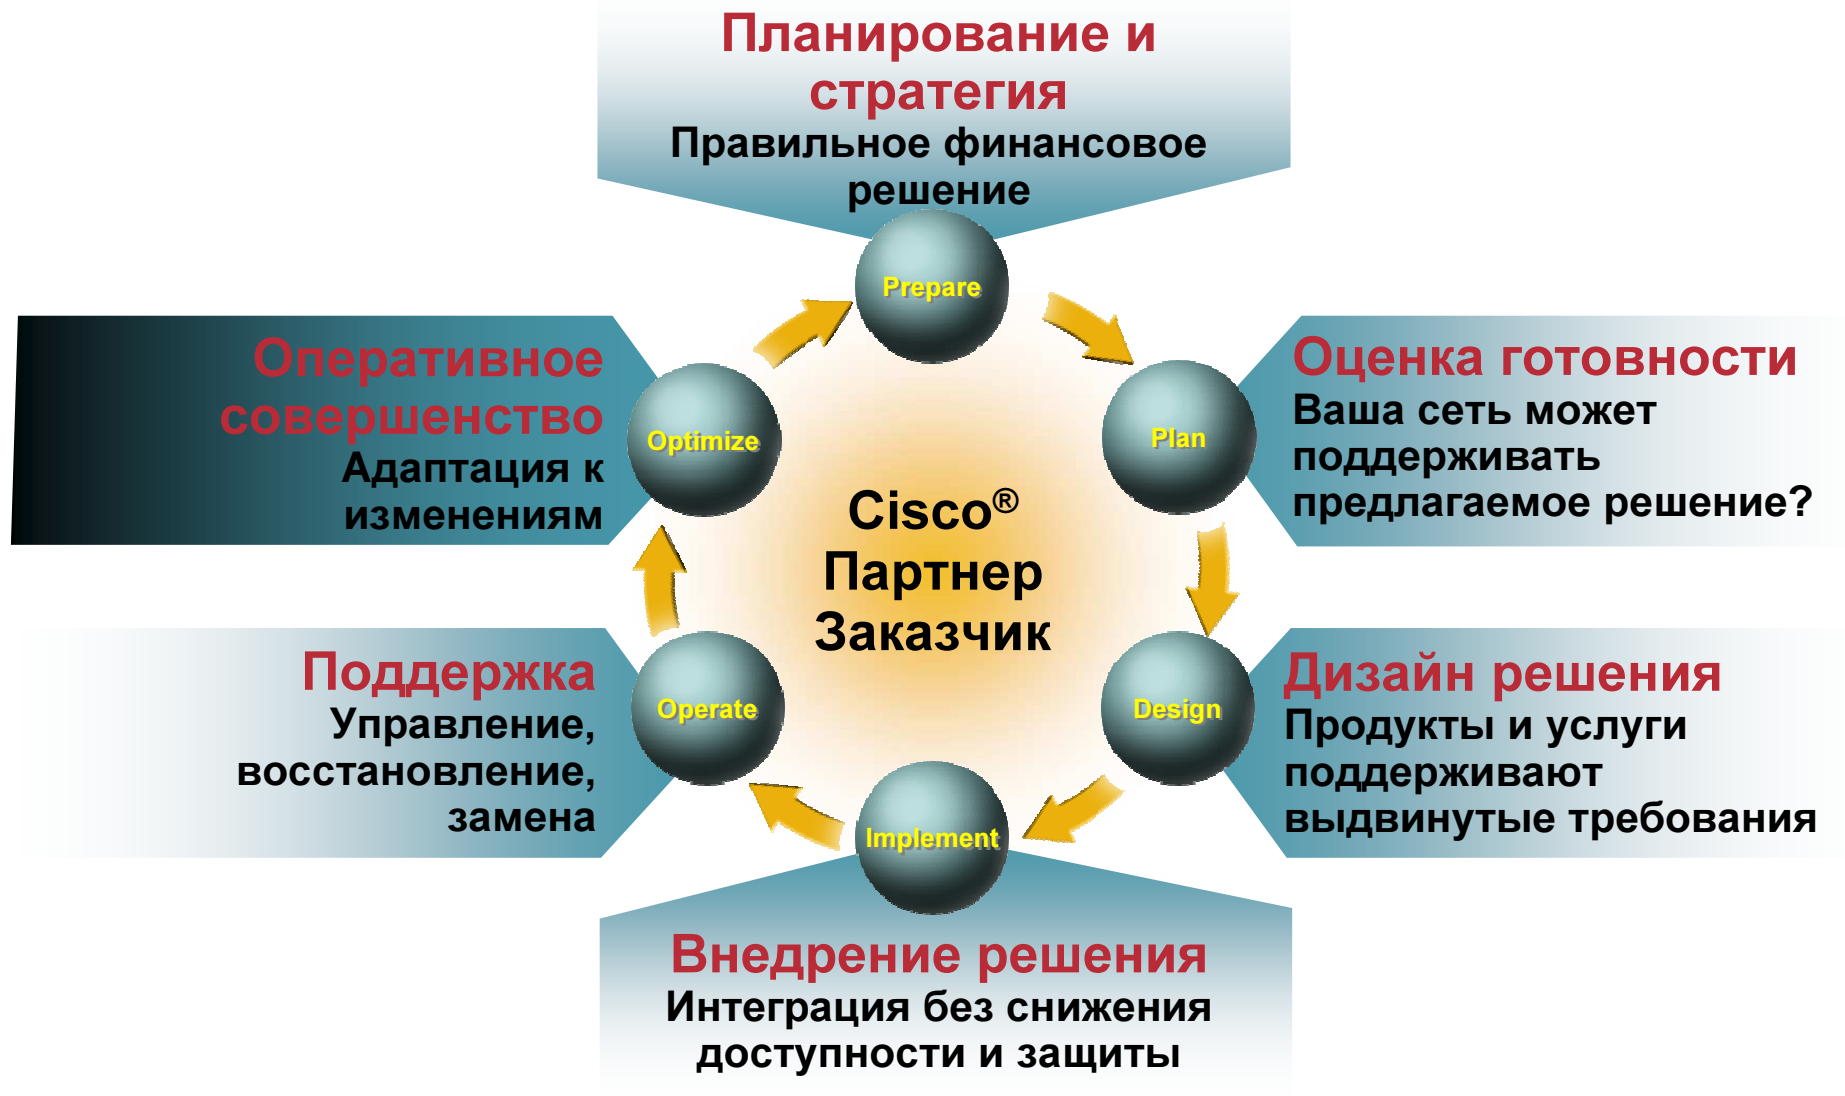 Планирование и
стратегия
Правильное финансовое
решение
Prepare
Оценка готовности
Ваша сеть может
поддерживать
предлагаемое решение?
Plan
Дизайн решения
Продукты и услуги
поддерживают
выдвинутые требования
Design
Implement
Внедрение решения
Интеграция без снижения
доступности и защиты
Поддержка
Управление,
восстановление,
замена
Operate
Оперативное
совершенство
Адаптация к
изменениям
Optimize
Cisco®
Партнер
Заказчик